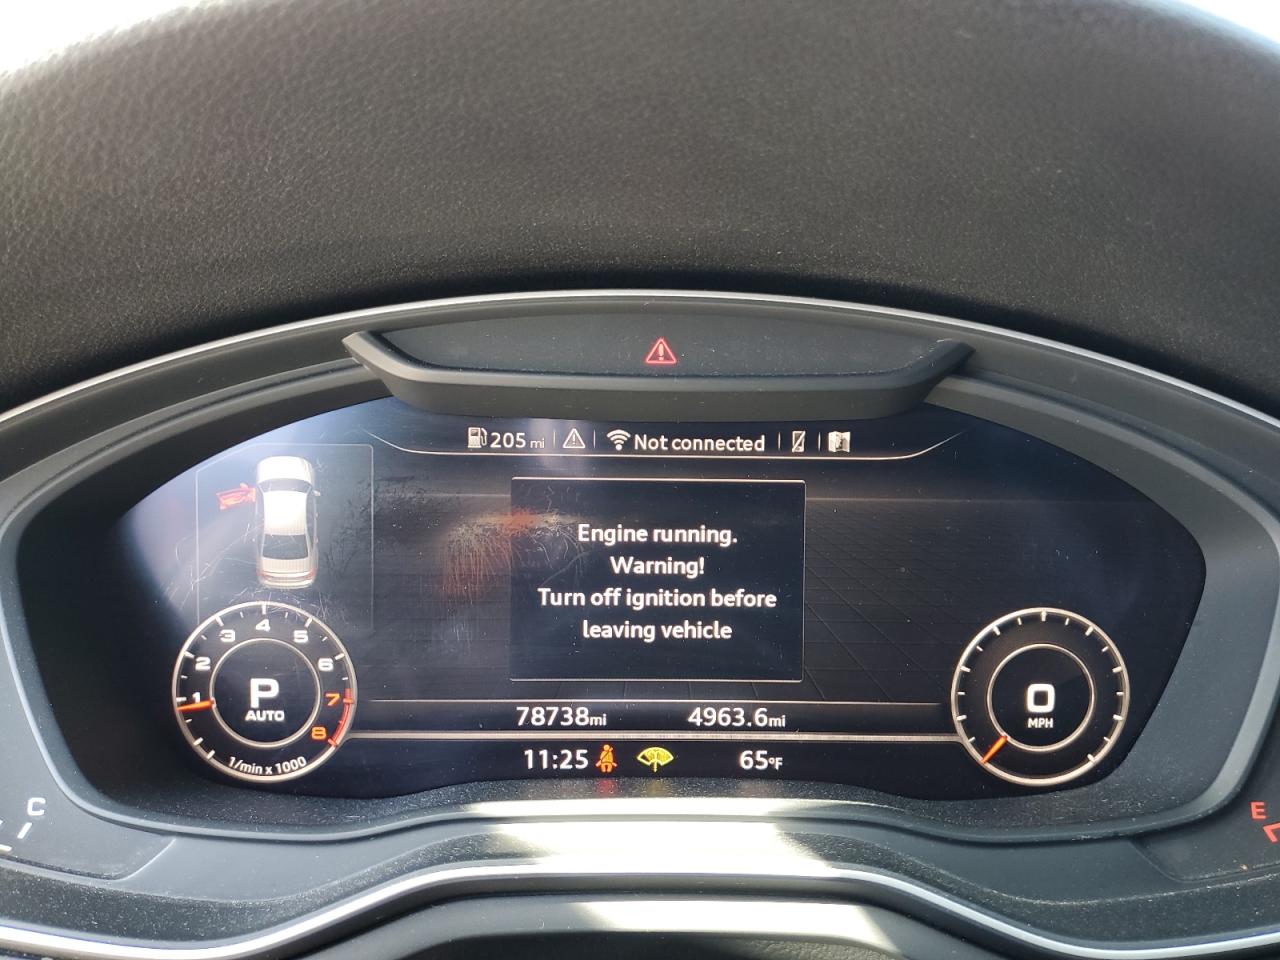 205 mi Not connected
Engine running.
Warning!
Turn off ignition before
leaving vehicle
1 2 3 4 5 6 7 8
P
AUTO
1/min x 1000
0
MPH
78738mi 4963.6mi
11:25 65°F
C
E